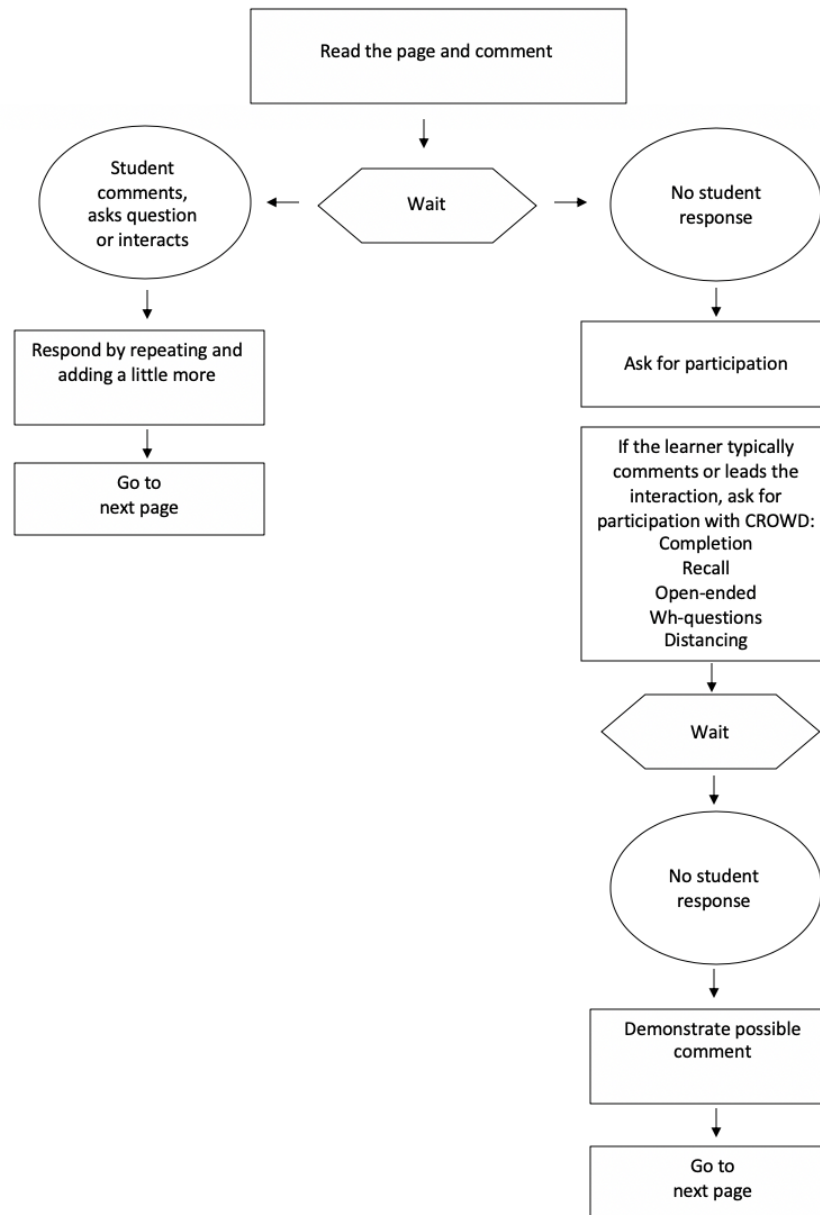 Read the page and comment
Student
comments,
asks question
or interacts
Wait
No student
response
Respond by repeating and
adding a little more
Ask for participation
Go to
next page
If the learner typically
comments or leads the
interaction, ask for
participation with CROWD:
Completion
Recall
Open-ended
Wh-questions
Distancing
Wait
No student
response
Demonstrate possible
comment
Go to
next page